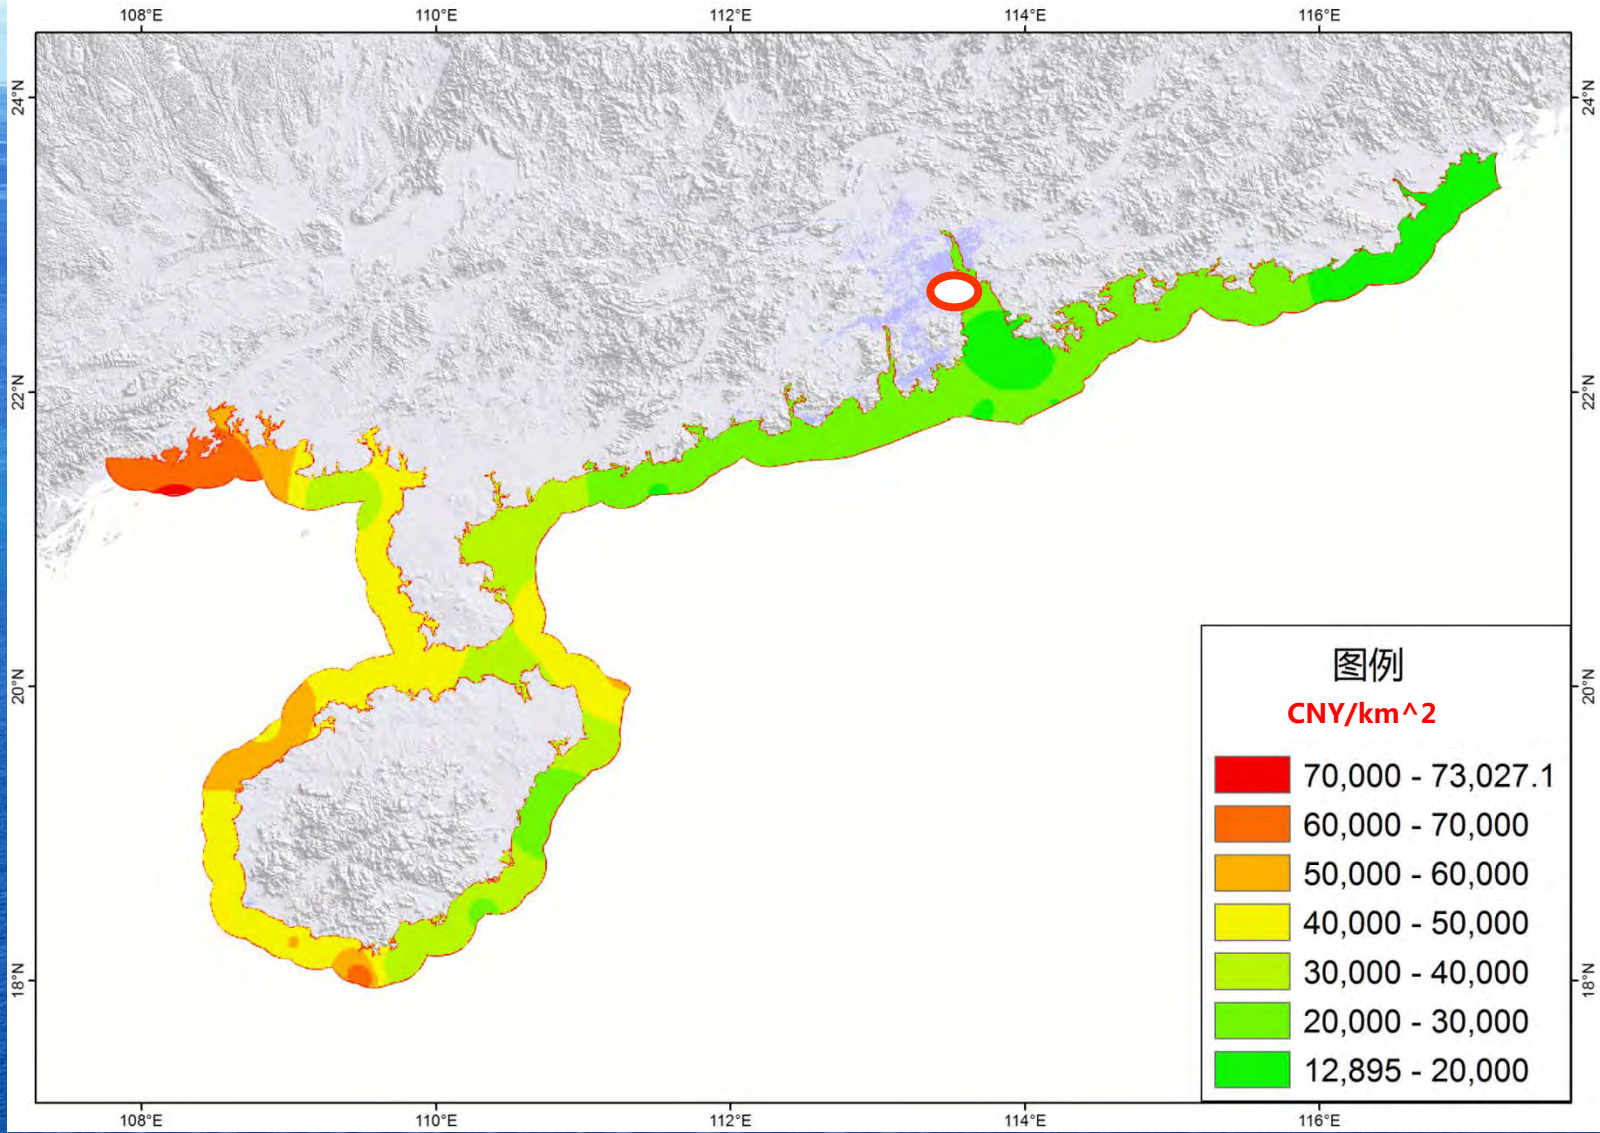 108°E 110°E 112°E 114°E 116°E
24°N 24°N
22°N 22°N
20°N 20°N
18°N 18°N
图例
CNY/km^2
70,000 - 73,027.1
60,000 - 70,000
50,000 - 60,000
40,000 - 50,000
30,000 - 40,000
20,000 - 30,000
12,895 - 20,000
108°E 110°E 112°E 114°E 116°E